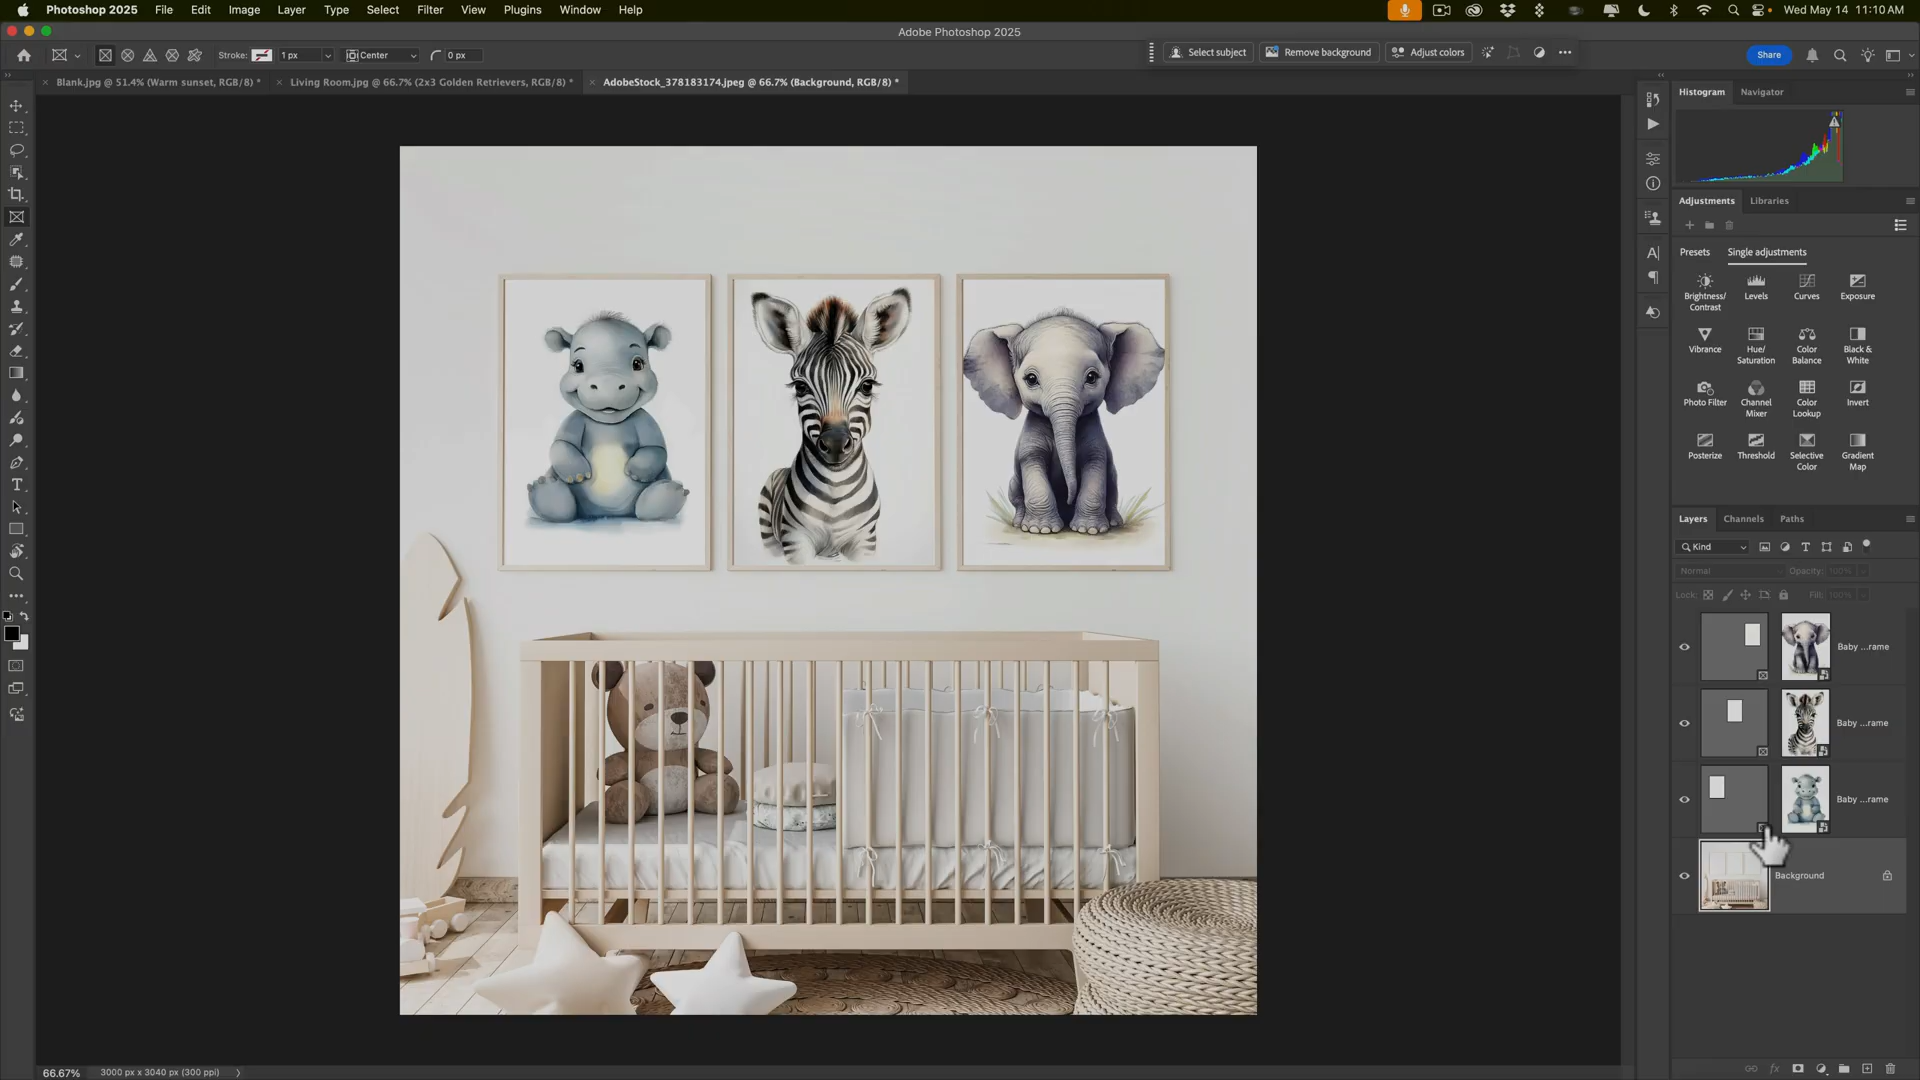 Photoshop 2025 File Edit Image Layer Type Select Filter View Plugins Window Help Wed May 14 11:10 AM
Adobe Photoshop 2025
Stroke: 1 px Center 0 px Select subject Remove background Adjust colors Share
Blank.jpg @ 51.4% (Warm sunset, RGB/8) * Living Room.jpg @ 66.7% (2x3 Golden Retrievers, RGB/8) * AdobeStock_378183174.jpeg @ 66.7% (Background, RGB/8) *
Histogram Navigator
Adjustments Libraries
Presets Single adjustments
Brightness/
Contrast Levels Curves Exposure
Vibrance Hue/
Saturation Color
Balance Black &
White
Photo Filter Channel
Mixer Color
Lookup Invert
Posterize Threshold Selective
Color Gradient
Map
Layers Channels Paths
Kind
Normal Opacity: 100%
Lock: Fill: 100%
Baby ...rame
Baby ...rame
Baby ...rame
Background
66.67% 3000 px x 3040 px (300 ppi)